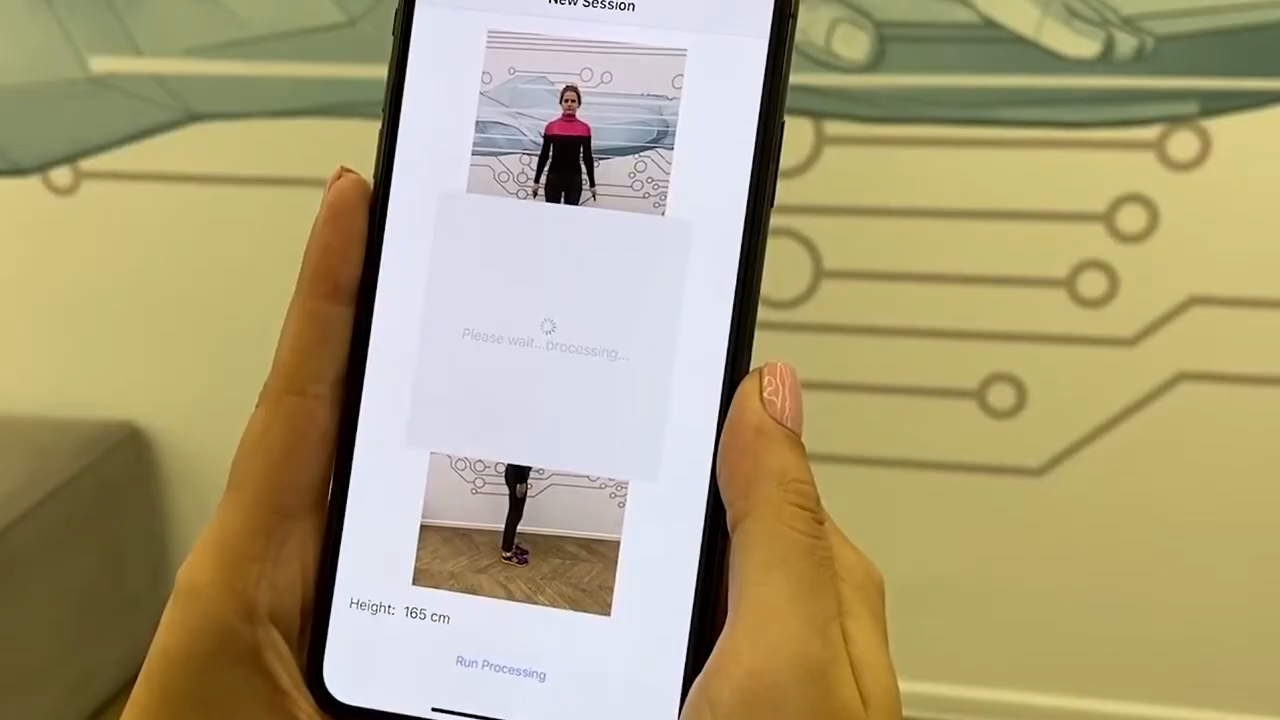 New Session
Please wait...processing...
Height: 165 cm
Run Processing